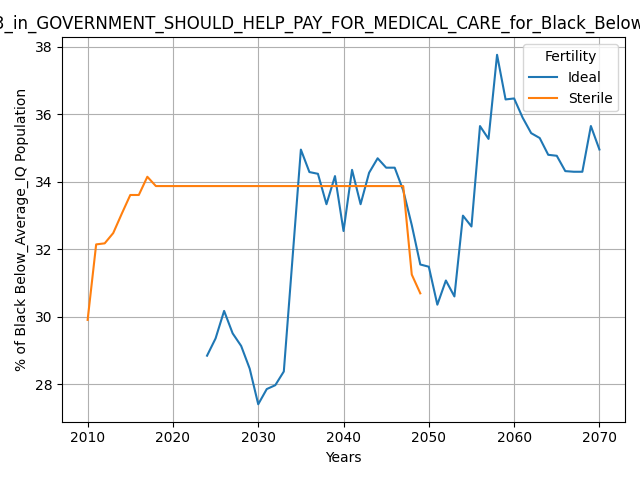 3_in_GOVERNMENT_SHOULD_HELP_PAY_FOR_MEDICAL_CARE_for_Black_Below
% of Black Below_Average_IQ Population
38
36
34
32
30
28
Fertility
Ideal
Sterile
2010 2020 2030 2040 2050 2060 2070
Years